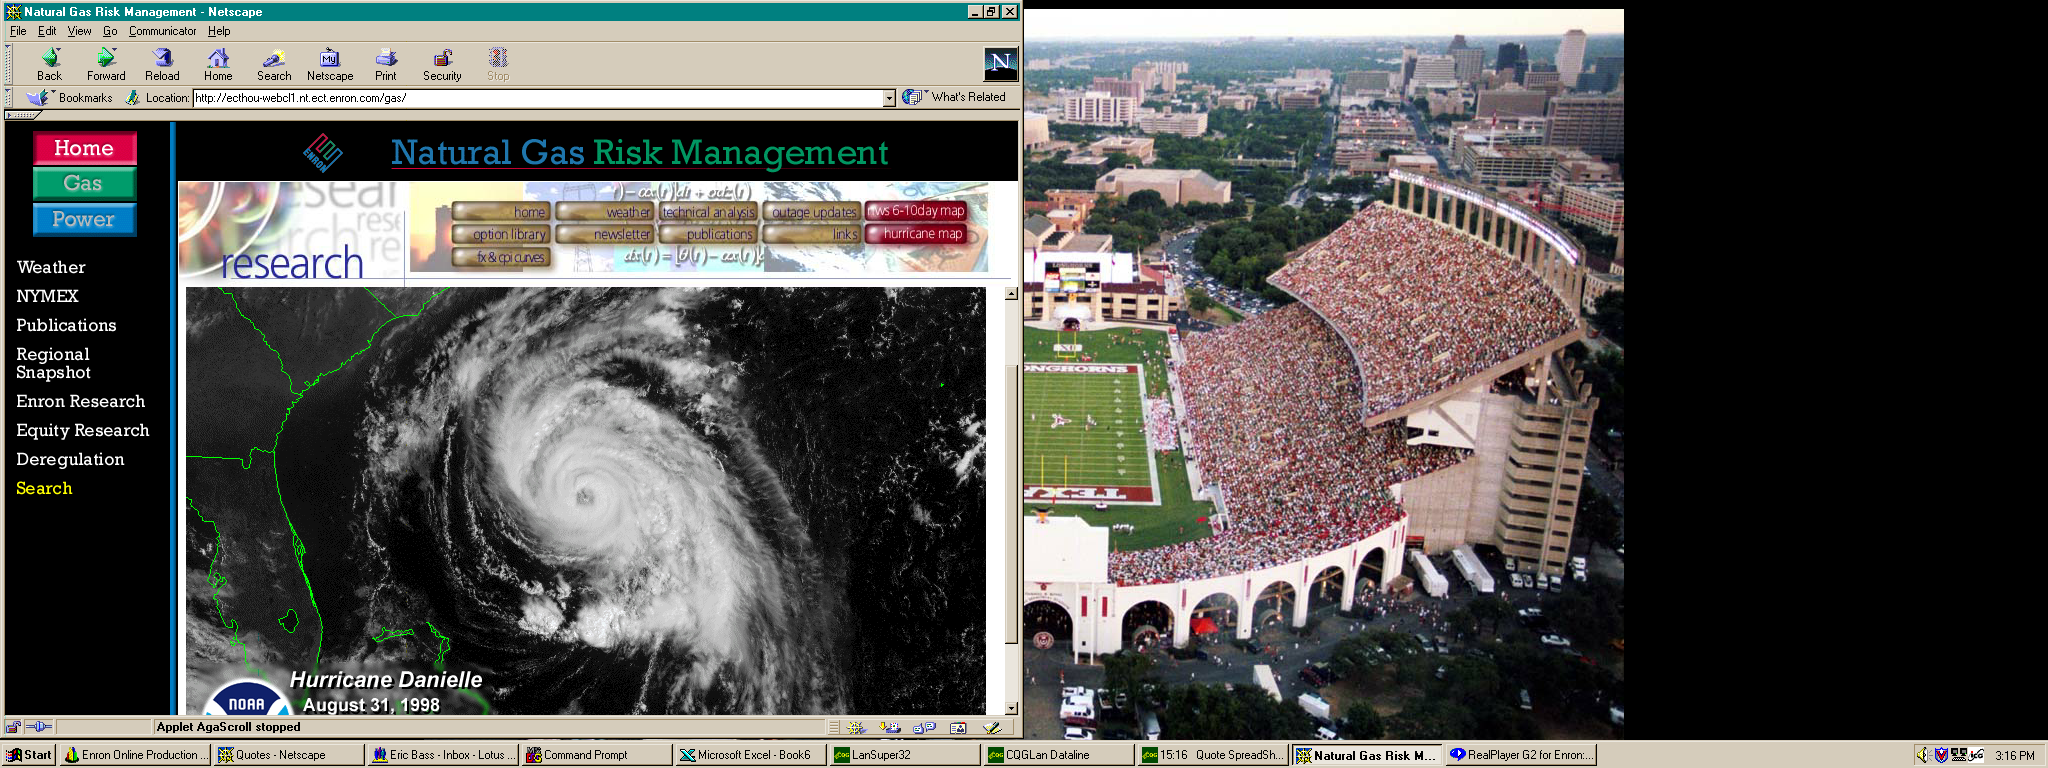 Natural Gas Risk Management - Netscape
File Edit View Go Communicator Help
Back Forward Reload Home Search Netscape Print Security Stop
My
N
Bookmarks Location: http://ecthou-webcl1.nt.ect.enron.com/gas/ What's Related
Home
Gas
Power
Weather
NYMEX
Publications
Regional
Snapshot
Enron Research
Equity Research
Deregulation
Search
ENRON
Natural Gas Risk Management
research
home weather technical analysis outage updates nws 6-10day map
option library newsletter publications links hurricane map
fx & cpi curves
Hurricane Danielle
August 31, 1998
NOAA
LONGHORNS
LONGHORNS
TEXAS
Applet AgaScroll stopped
Start Enron Online Production ... Quotes - Netscape Eric Bass - Inbox - Lotus ... Command Prompt Microsoft Excel - Book6 LanSuper32 CQGLan Dataline 15:16 Quote SpreadSh... Natural Gas Risk M... RealPlayer G2 for Enron:... 3:16 PM